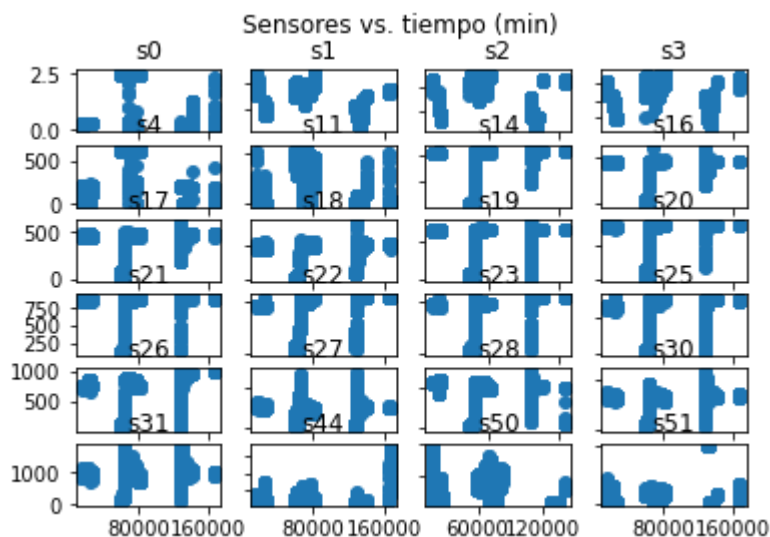 Sensores vs. tiempo (min)
s0 s1 s2 s3
2.5
0.0
s4 s11 s14 s16
500
0
s17 s18 s19 s20
500
0
s21 s22 s23 s25
750
500
250
s26 s27 s28 s30
1000
500
s31 s44 s50 s51
1000
0
80000 160000 80000 160000 60000 120000 80000 160000